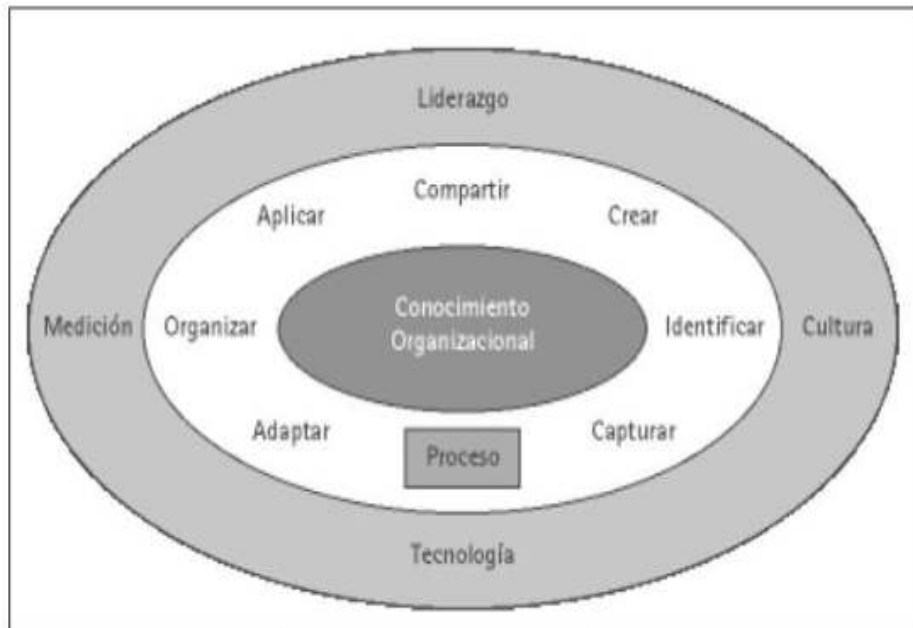 Liderazgo
Compartir
Aplicar
Crear
Conocimiento
Organizacional
Medición
Organizar
Identificar
Cultura
Adaptar
Capturar
Proceso
Tecnología